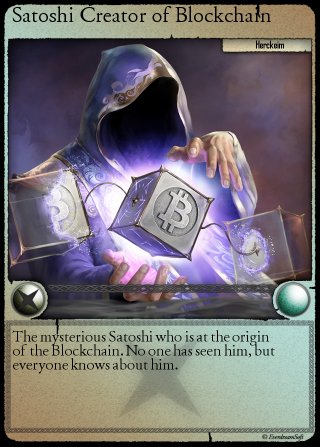 Satoshi Creator of Blockchain
Herckeim
The mysterious Satoshi who is at the origin
of the Blockchain. No one has seen him, but
everyone knows about him.
© EverdreamSoft